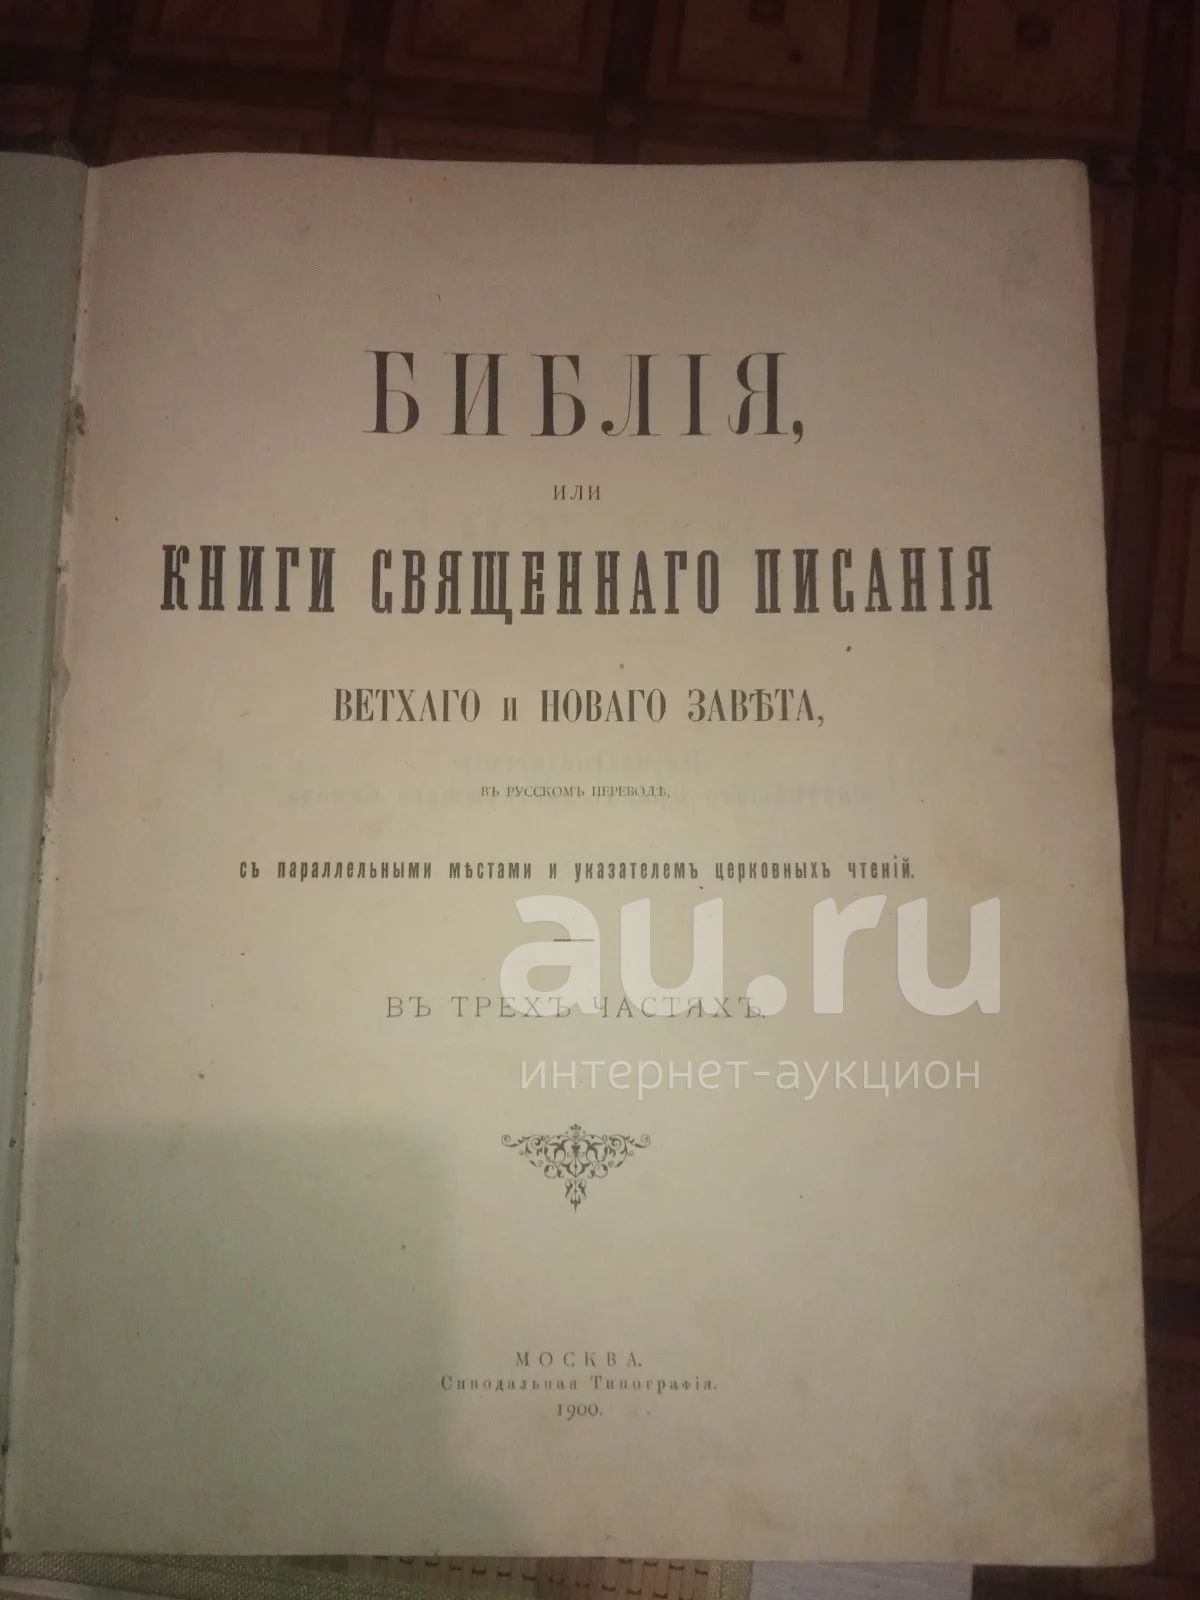 БИБЛІЯ,
ИЛИ
КНИГИ СВЯЩЕННАГО ПИСАНІЯ
ВЕТХАГО и НОВАГО ЗАВѢТА,
ВЪ РУССКОМЪ ПЕРЕВОДѢ,
съ параллельными мѣстами и указателемъ церковныхъ чтеній.
au.ru
ВЪ ТРЕХЪ ЧАСТЯХЪ.
интернет-аукцион
МОСКВА.
Синодальная Типографія.
1900.